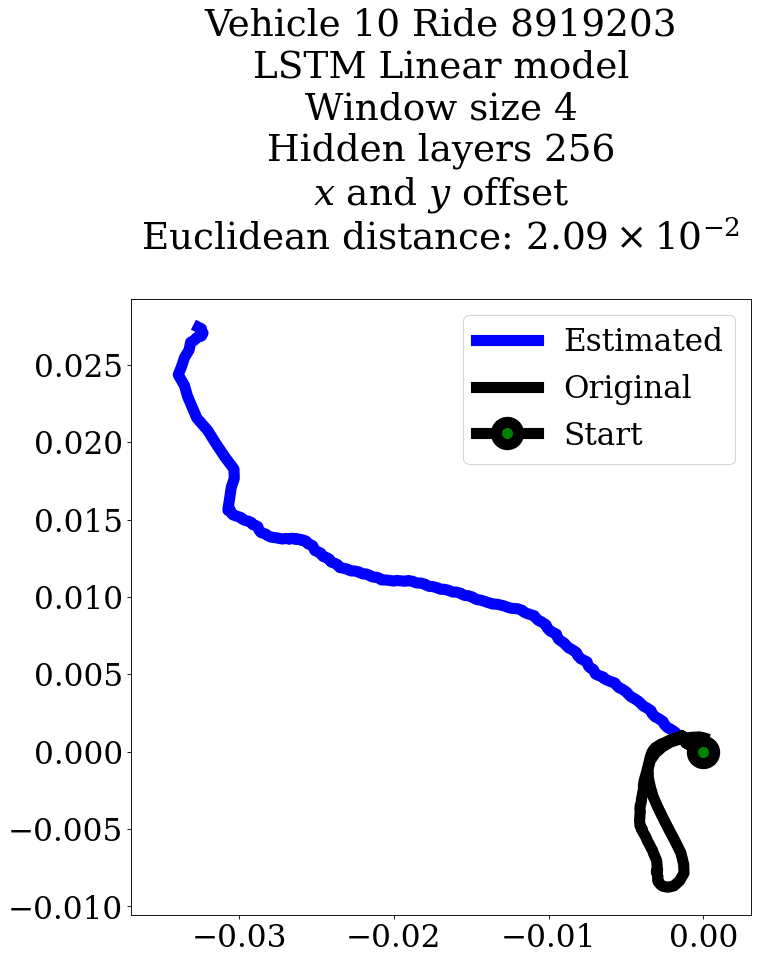 Vehicle 10 Ride 8919203
LSTM Linear model
Window size 4
Hidden layers 256
x and y offset
Euclidean distance: 2.09 × 10⁻²
Estimated
Original
Start
0.025
0.020
0.015
0.010
0.005
0.000
−0.005
−0.010
−0.03 −0.02 −0.01 0.00